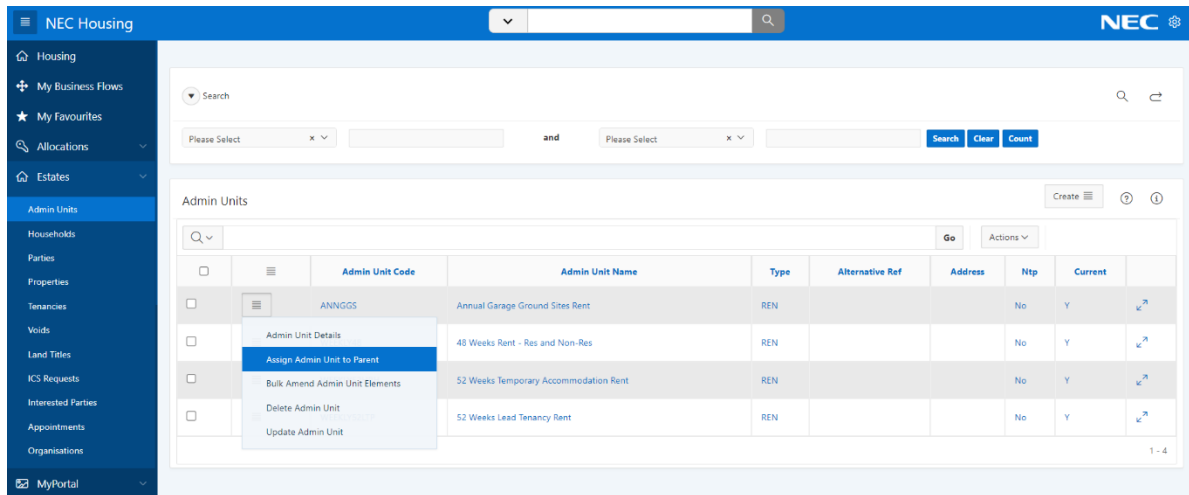 NEC Housing
NEC
Housing
My Business Flows
My Favourites
Allocations
Estates
Admin Units
Households
Parties
Properties
Tenancies
Voids
Land Titles
ICS Requests
Interested Parties
Appointments
Organisations
MyPortal
Search
Please Select x and Please Select x Search Clear Count
Admin Units Create
Go Actions
Admin Unit Code Admin Unit Name Type Alternative Ref Address Ntp Current
ANNGGS Annual Garage Ground Sites Rent REN No Y
48 Weeks Rent - Res and Non-Res REN No Y
52 Weeks Temporary Accommodation Rent REN No Y
52 Weeks Lead Tenancy Rent REN No Y
Admin Unit Details
Assign Admin Unit to Parent
Bulk Amend Admin Unit Elements
Delete Admin Unit
Update Admin Unit
1 - 4